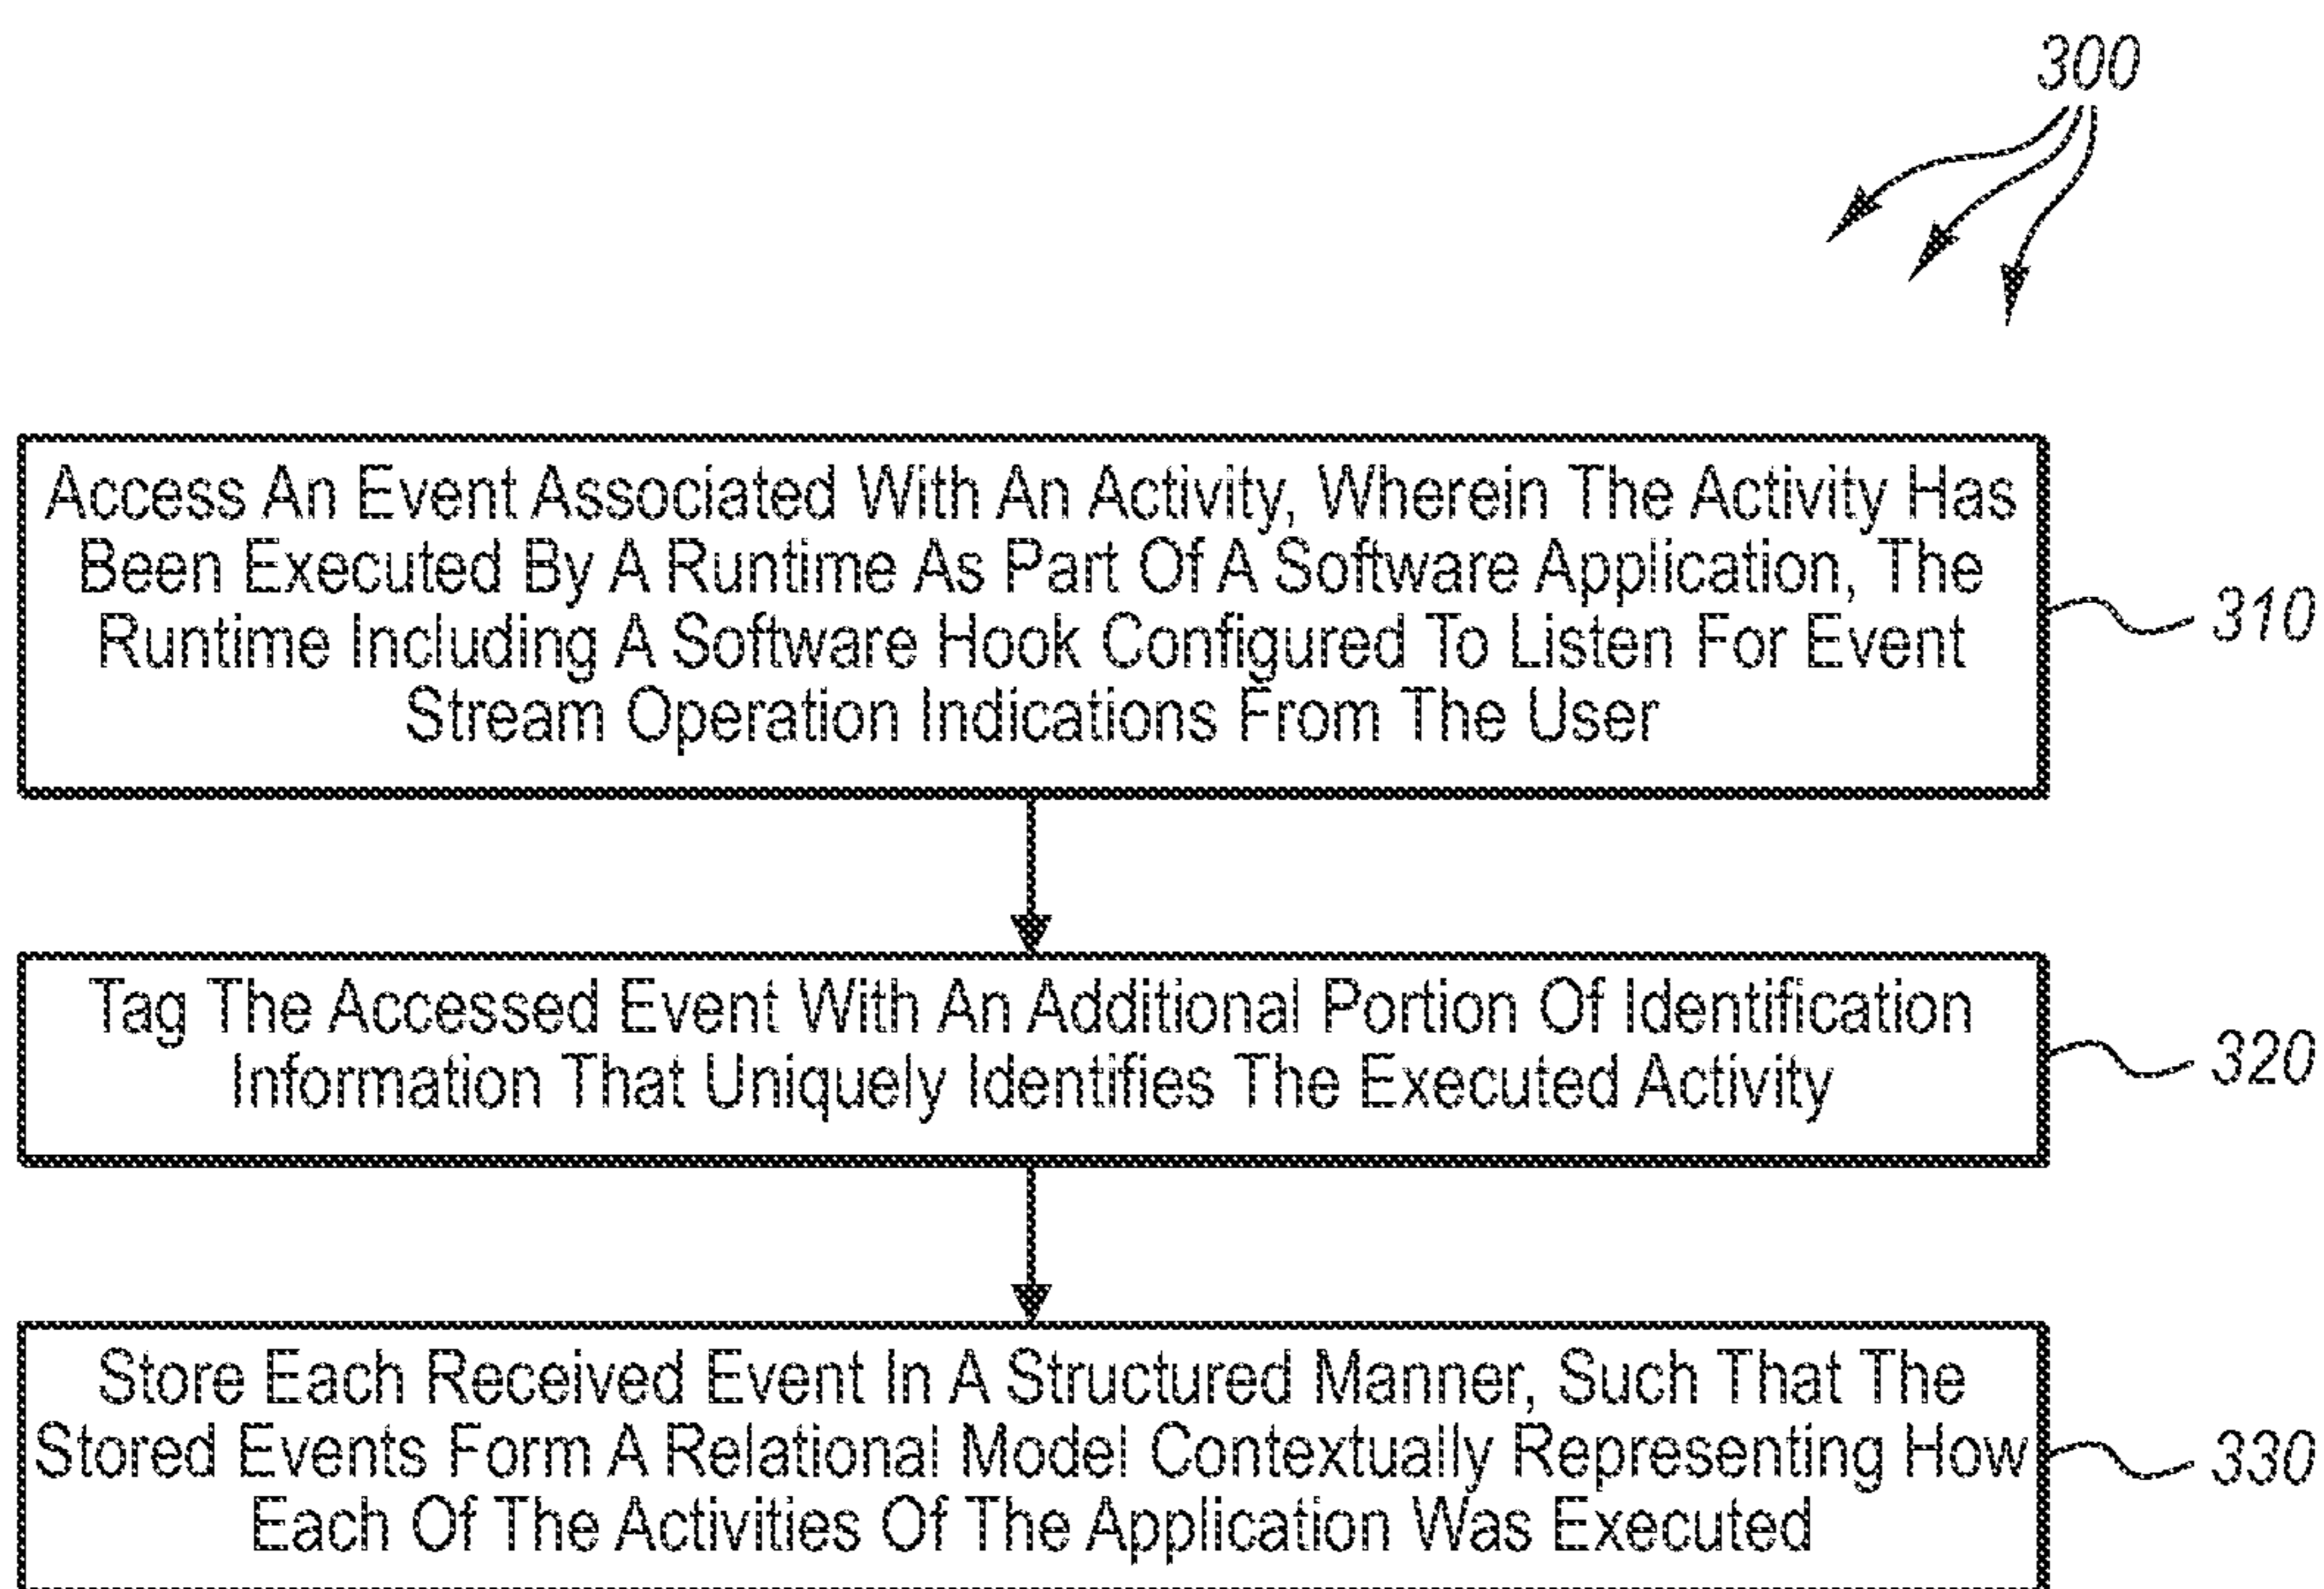 300
Access An Event Associated With An Activity, Wherein The Activity Has
Been Executed By A Runtime As Part Of A Software Application, The
Runtime Including A Software Hook Configured To Listen For Event
Stream Operation Indications From The User
310
Tag The Accessed Event With An Additional Portion Of Identification
Information That Uniquely Identifies The Executed Activity
320
Store Each Received Event In A Structured Manner, Such That The
Stored Events Form A Relational Model Contextually Representing How
Each Of The Activities Of The Application Was Executed
330